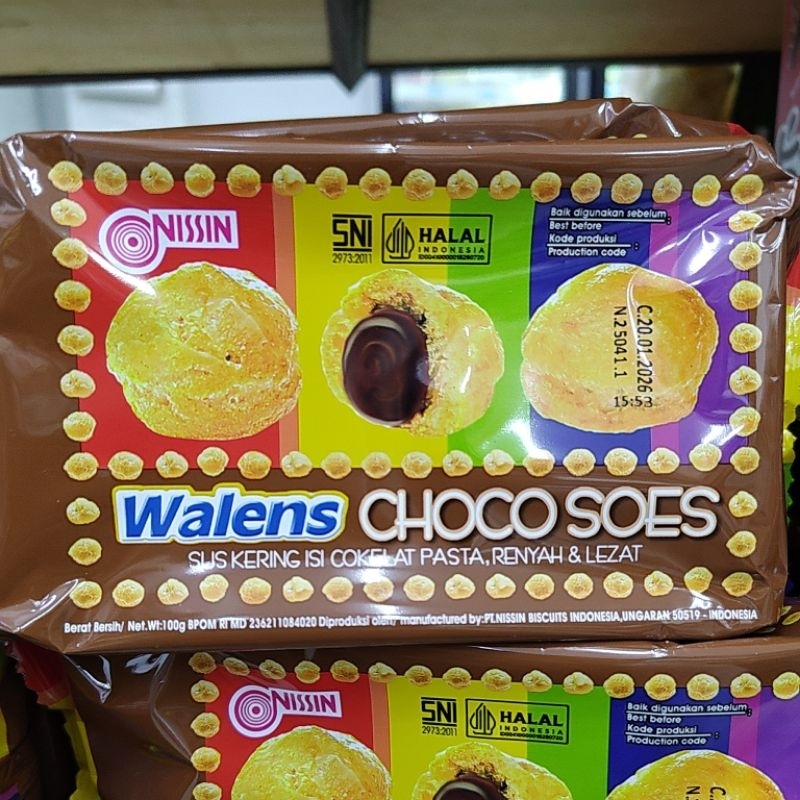 NISSIN
SNI
2973:2011
HALAL
INDONESIA
Baik digunakan sebelum:
Best before
Kode produksi :
Production code
C.20.01.2026
N.25041.1 15:53
Walens CHOCO SOES
SUS KERING ISI COKELAT PASTA, RENYAH & LEZAT
Berat Bersih/ Net.Wt:100g BPOM RI MD 236211084020 Diproduksi oleh/ manufactured by:PT.NISSIN BISCUITS INDONESIA,UNGARAN 50519 - INDONESIA
NISSIN
SNI
2973:2011
HALAL
INDONESIA
Baik digunakan sebelum:
Best before
Kode produksi :
Production code